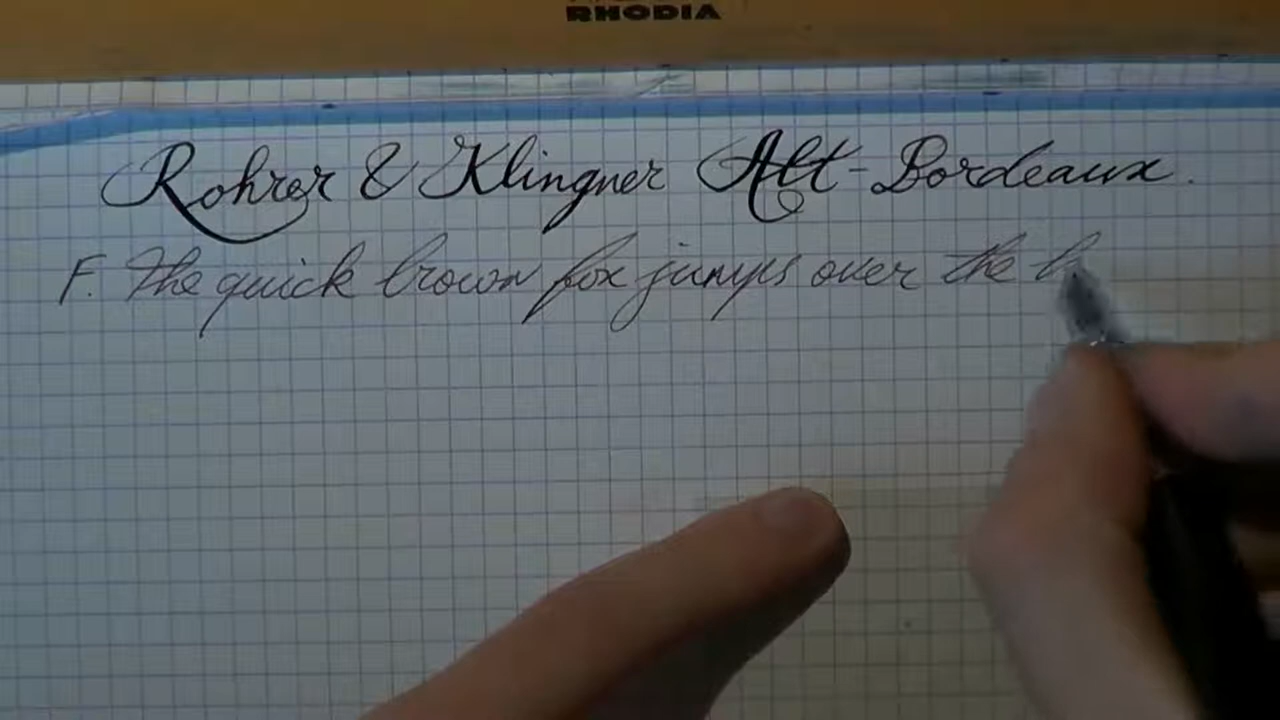 RHODIA
Rohrer & Klingner Alt-Bordeaux.
F. The quick brown fox jumps over the